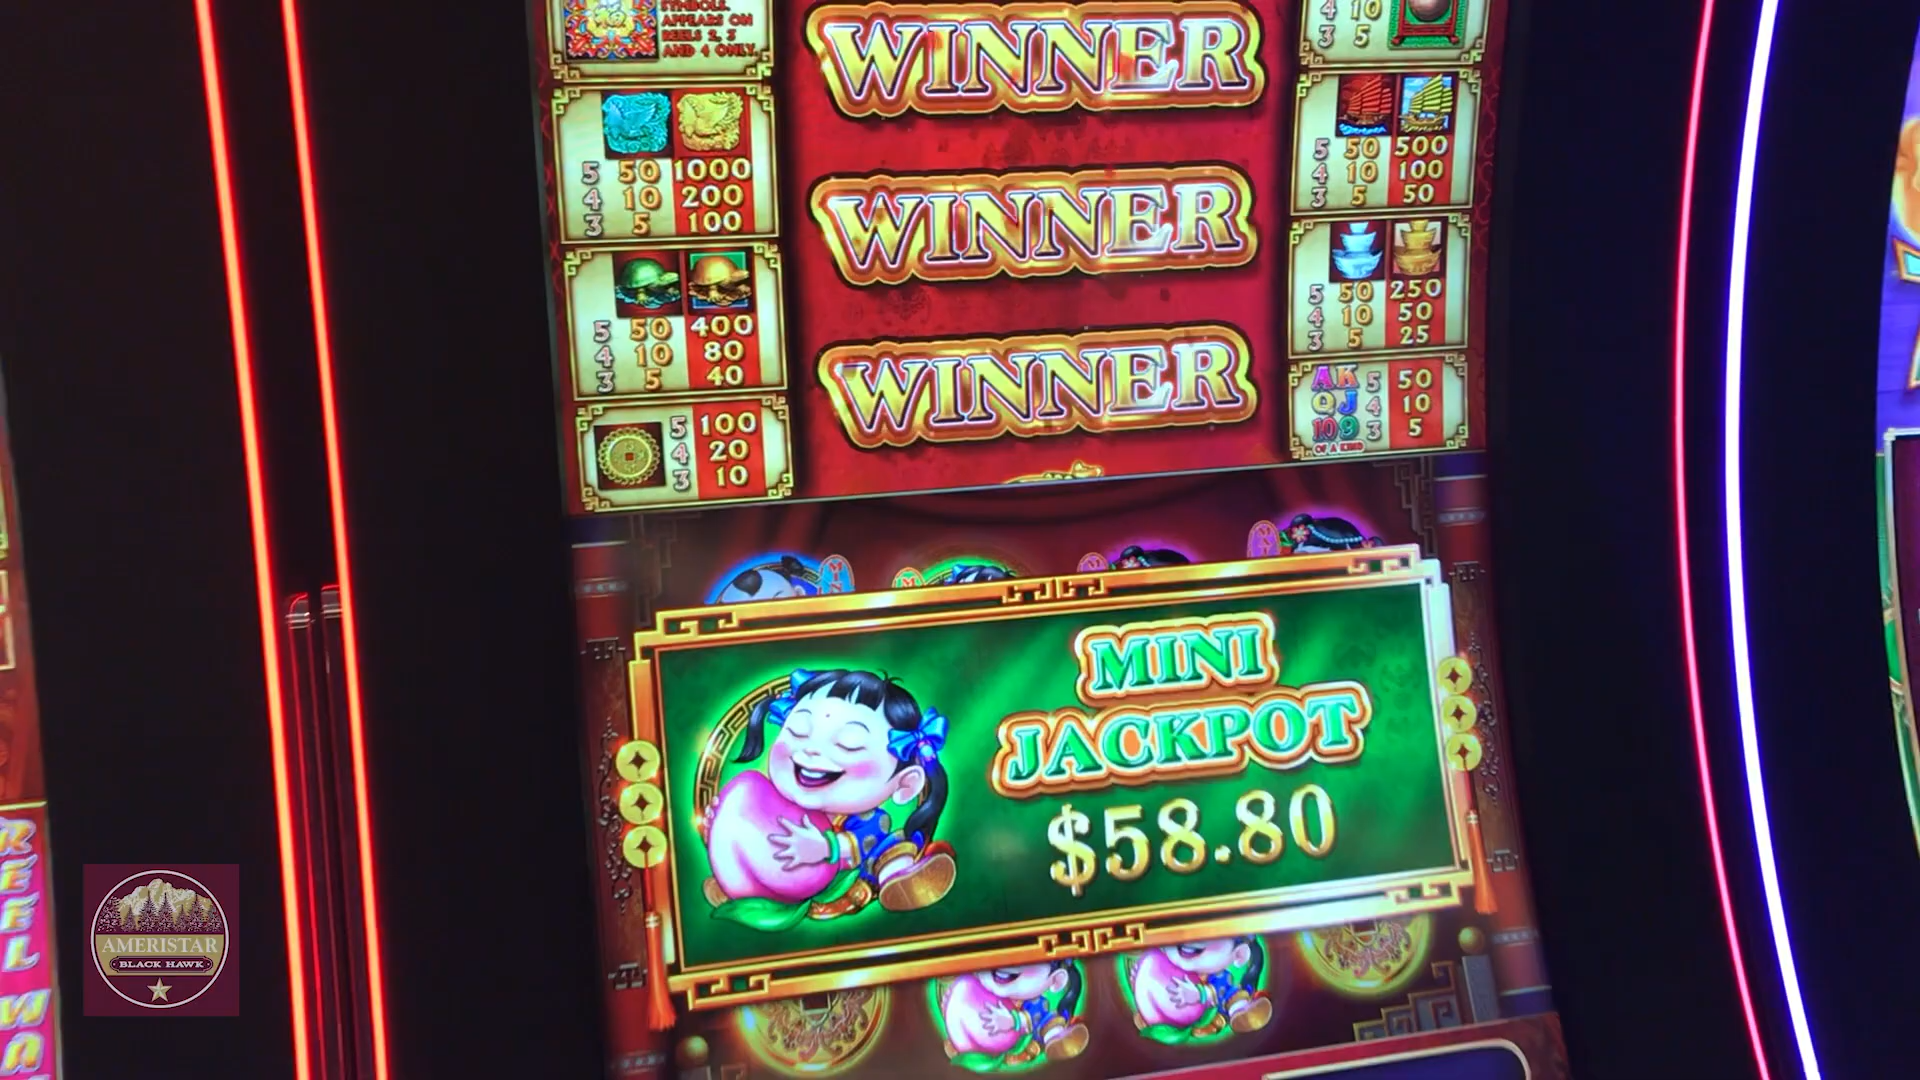 SYMBOLS.
APPEARS ON
REELS 2, 3
AND 4 ONLY.
5 50 1000
4 10 200
3 5 100
5 50 400
4 10 80
3 5 40
5 100
4 20
3 10
WINNER
WINNER
WINNER
4 10
3 5
5 50 500
4 10 100
3 5 50
5 50 250
4 10 50
3 5 25
A K 5 50
Q J 4 10
10 9 3 5
OF A KIND
MINI
MINI
JACKPOT
$58.80
REEL
AMERISTAR
BLACK HAWK